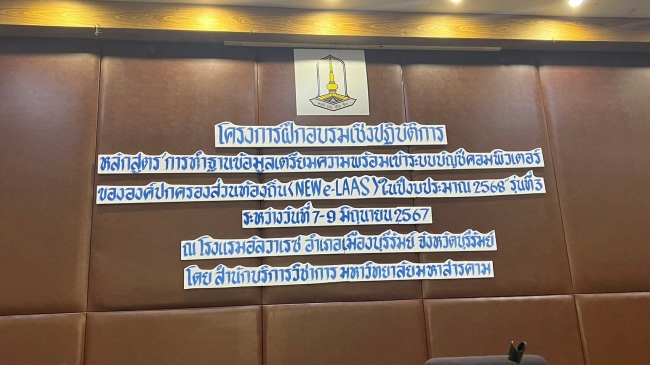 โครงการฝึกอบรมเชิงปฏิบัติการ
หลักสูตร การทำฐานข้อมูลเตรียมความพร้อมเข้าระบบบัญชีคอมพิวเตอร์
ขององค์ปกครองส่วนท้องถิ่น (NEW e-LAAS) ในปีงบประมาณ 2568 รุ่นที่ 3
ระหว่างวันที่ 7-9 มิถุนายน 2567
ณ โรงแรมอัลวาเรซ อำเภอเมืองบุรีรัมย์ จังหวัดบุรีรัมย์
โดย สำนักบริการวิชาการ มหาวิทยาลัยมหาสารคาม